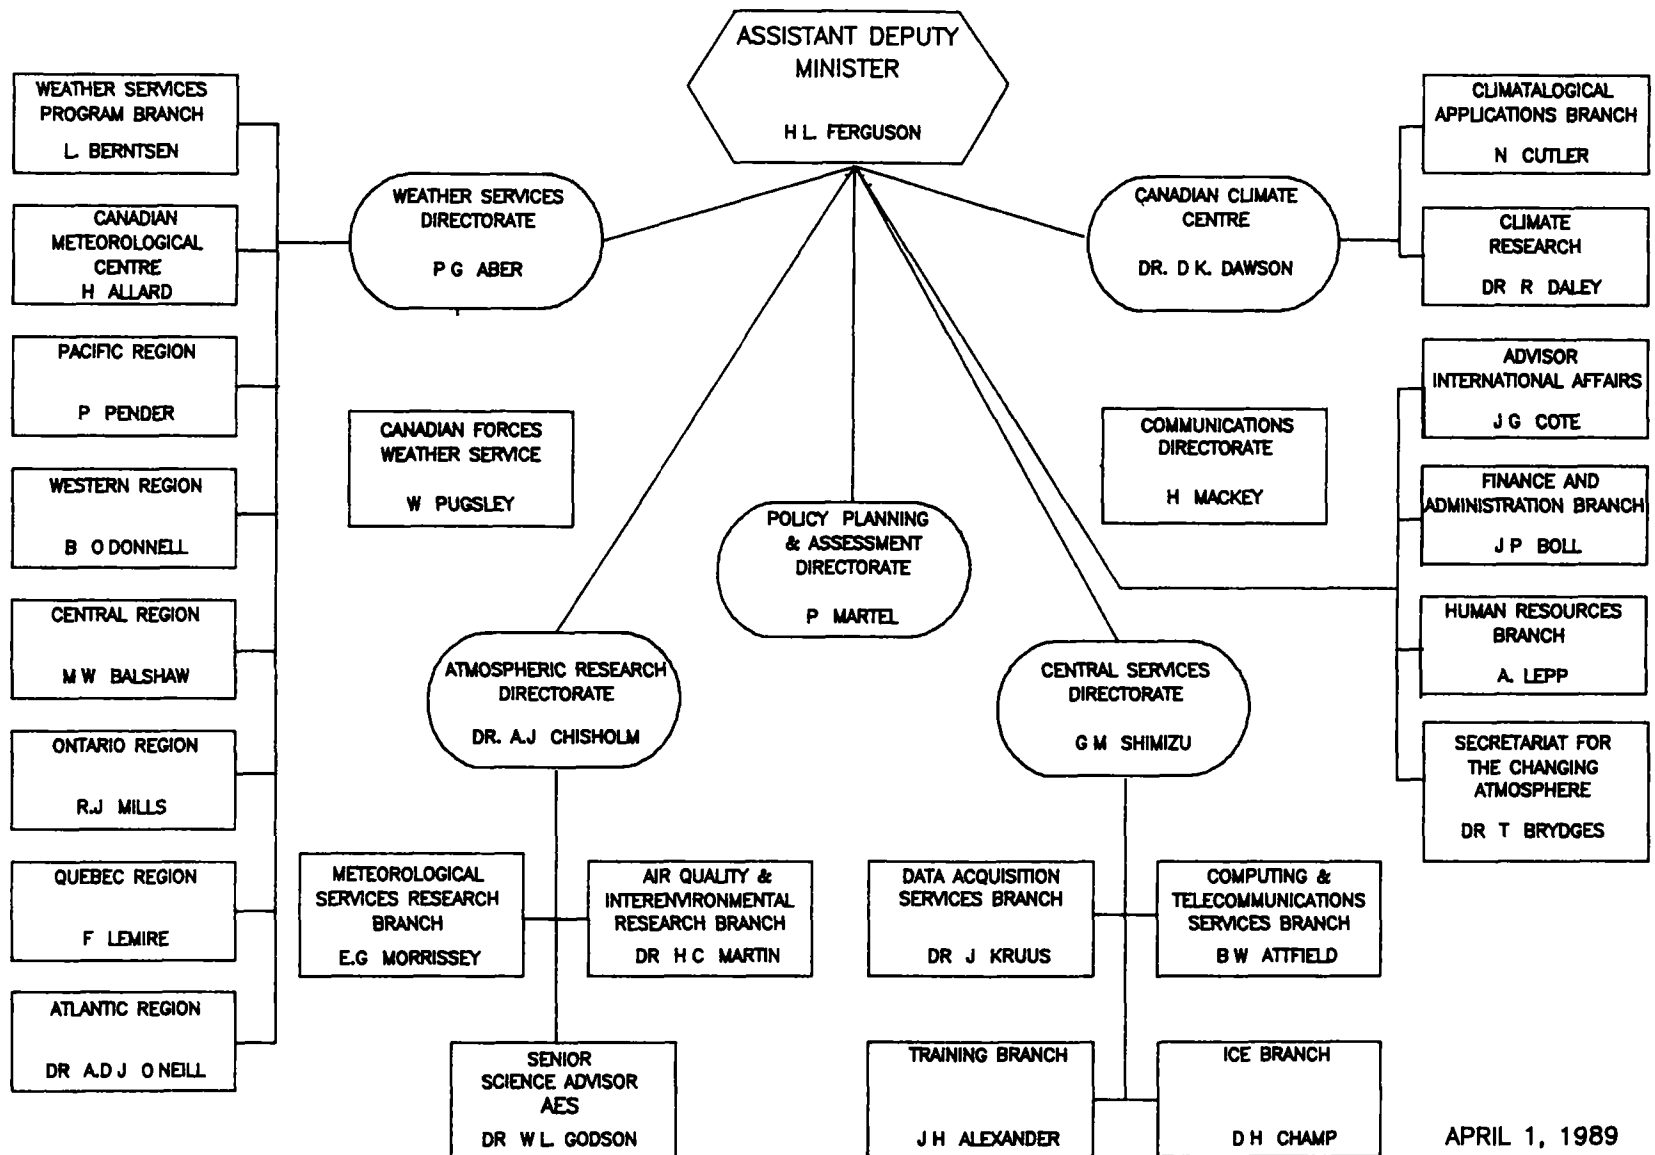 ASSISTANT DEPUTY
MINISTER
H L. FERGUSON
WEATHER SERVICES
PROGRAM BRANCH
L. BERNTSEN
CANADIAN
METEOROLOGICAL
CENTRE
H ALLARD
PACIFIC REGION
P PENDER
WESTERN REGION
B O DONNELL
CENTRAL REGION
M W BALSHAW
ONTARIO REGION
R.J MILLS
QUEBEC REGION
F LEMIRE
ATLANTIC REGION
DR A.D J O NEILL
WEATHER SERVICES
DIRECTORATE
P G ABER
CANADIAN FORCES
WEATHER SERVICE
W PUGSLEY
ATMOSPHERIC RESEARCH
DIRECTORATE
DR. A.J CHISHOLM
METEOROLOGICAL
SERVICES RESEARCH
BRANCH
E.G MORRISSEY
AIR QUALITY &
INTERENVIRONMENTAL
RESEARCH BRANCH
DR H C MARTIN
SENIOR
SCIENCE ADVISOR
AES
DR W L. GODSON
POLICY PLANNING
& ASSESSMENT
DIRECTORATE
P MARTEL
CANADIAN CLIMATE
CENTRE
DR. D K. DAWSON
COMMUNICATIONS
DIRECTORATE
H MACKEY
CENTRAL SERVICES
DIRECTORATE
G M SHIMIZU
DATA ACQUISITION
SERVICES BRANCH
DR J KRUUS
COMPUTING &
TELECOMMUNICATIONS
SERVICES BRANCH
B W ATTFIELD
TRAINING BRANCH
J H ALEXANDER
ICE BRANCH
D H CHAMP
CLIMATALOGICAL
APPLICATIONS BRANCH
N CUTLER
CLIMATE
RESEARCH
DR R DALEY
ADVISOR
INTERNATIONAL AFFAIRS
J G COTE
FINANCE AND
ADMINISTRATION BRANCH
J P BOLL
HUMAN RESOURCES
BRANCH
A. LEPP
SECRETARIAT FOR
THE CHANGING
ATMOSPHERE
DR T BRYDGES
APRIL 1, 1989